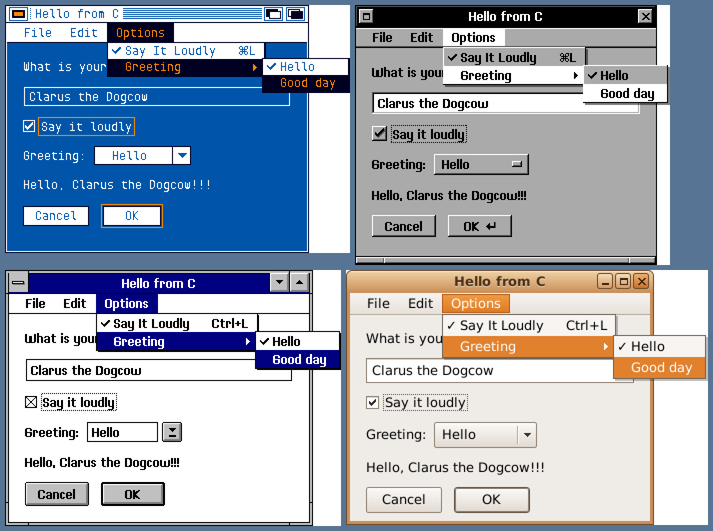 Hello from C
File Edit Options
Say It Loudly ⌘L
Greeting
Hello
Good day
What is your
Clarus the Dogcow
Say it loudly
Greeting: Hello
Hello, Clarus the Dogcow!!!
Cancel OK
Hello from C
File Edit Options
Say It Loudly ⌘L
Greeting
Hello
Good day
What is you
Clarus the Dogcow
Say it loudly
Greeting: Hello
Hello, Clarus the Dogcow!!!
Cancel OK ↵
Hello from C
File Edit Options
Say It Loudly Ctrl+L
Greeting
Hello
Good day
What is you
Clarus the Dogcow
Say it loudly
Greeting: Hello
Hello, Clarus the Dogcow!!!
Cancel OK
Hello from C
File Edit Options
Say It Loudly Ctrl+L
Greeting
Hello
Good day
What is your
Clarus the Dogcow
Say it loudly
Greeting: Hello
Hello, Clarus the Dogcow!!!
Cancel OK